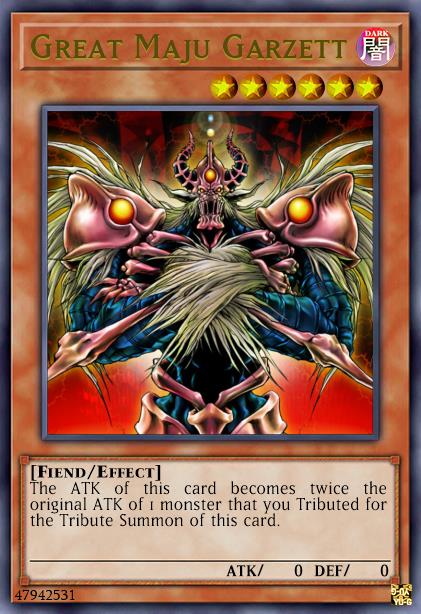 GREAT MAJU GARZETT
DARK
闇
[FIEND/EFFECT]
The ATK of this card becomes twice the
original ATK of 1 monster that you Tributed for
the Tribute Summon of this card.
ATK/ 0 DEF/ 0
47942531